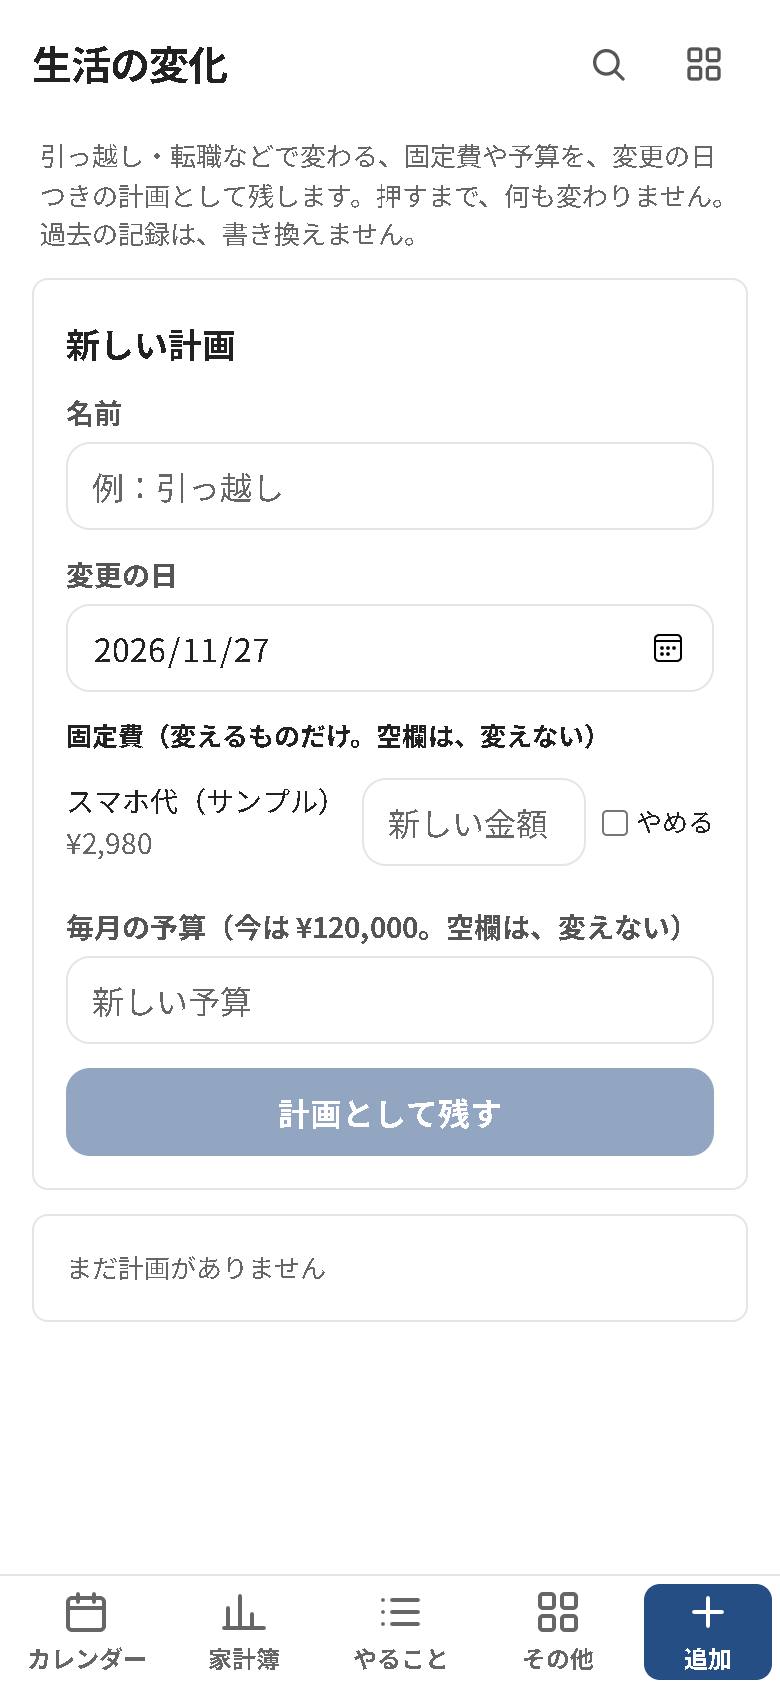 生活の変化
引っ越し・転職などで変わる、固定費や予算を、変更の日
つきの計画として残します。押すまで、何も変わりません。
過去の記録は、書き換えません。
新しい計画
名前
例：引っ越し
変更の日
2026/11/27
固定費（変えるものだけ。空欄は、変えない）
スマホ代（サンプル）
¥2,980
新しい金額
やめる
毎月の予算（今は ¥120,000。空欄は、変えない）
新しい予算
計画として残す
まだ計画がありません
カレンダー
家計簿
やること
その他
追加